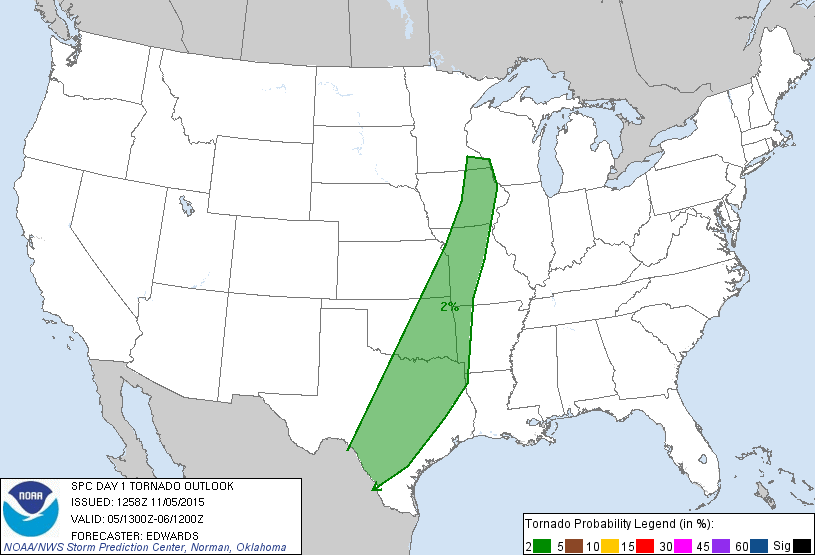 2%
NOAA
SPC DAY 1 TORNADO OUTLOOK
ISSUED: 1258Z 11/05/2015
VALID: 05/1300Z-06/1200Z
FORECASTER: EDWARDS
NOAA/NWS Storm Prediction Center, Norman, Oklahoma
Tornado Probability Legend (in %):
2 5 10 15 30 45 60 Sig